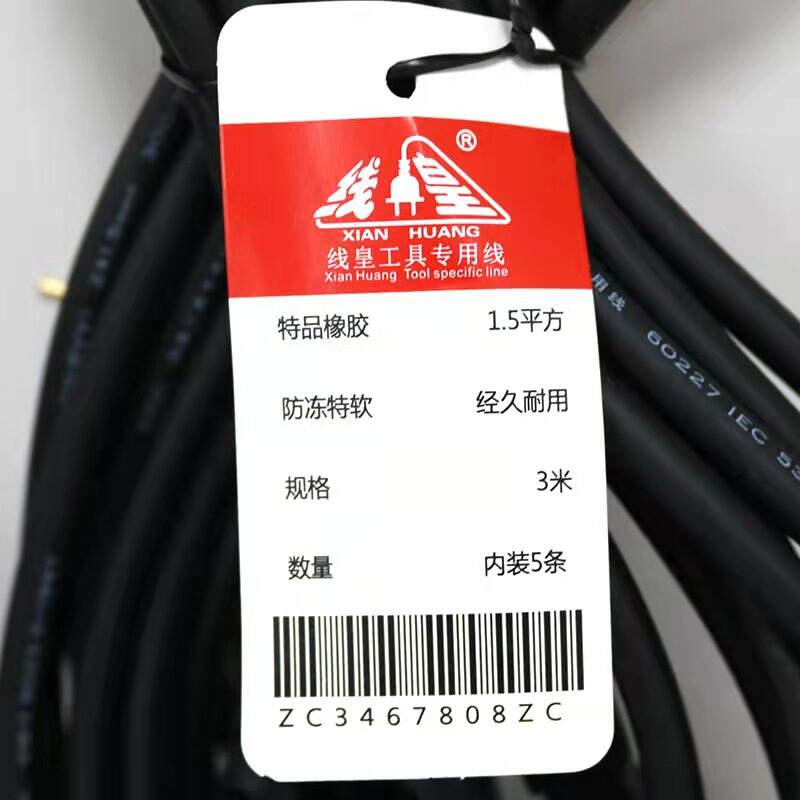 线皇®
XIAN HUANG
线皇工具专用线
Xian Huang Tool specific line
特品橡胶 1.5平方
防冻特软 经久耐用
规格 3米
数量 内装5条
ZC3467808ZC
用线 60227 IEC 53